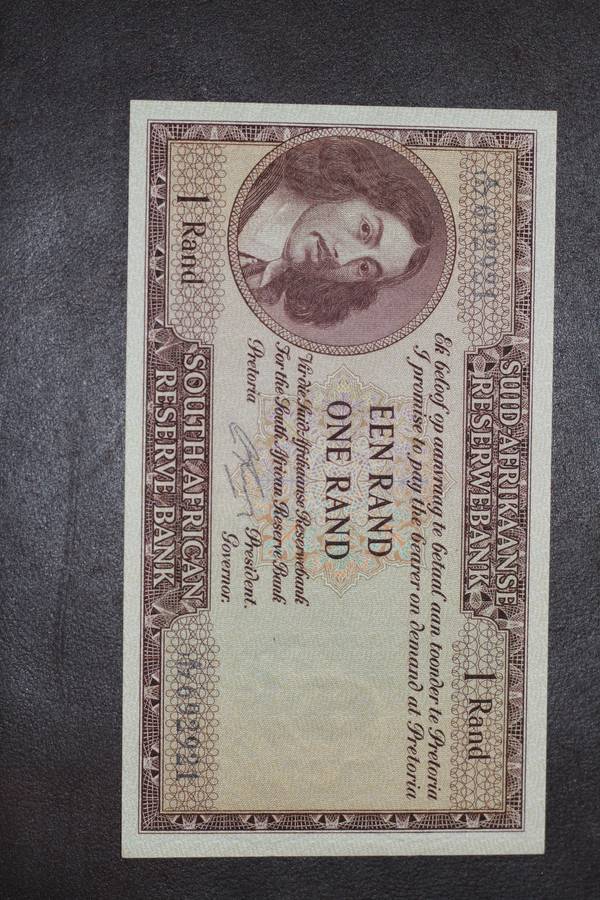 SUID-AFRIKAANSE
RESERWEBANK
1 Rand
Ek beloof op aanvraag te betaal aan toonder te Pretoria
I promise to pay the bearer on demand at Pretoria
EEN RAND
ONE RAND
Vir die Suid-Afrikaanse Reserwebank
For the South African Reserve Bank
Pretoria
President.
Governor.
1 Rand
SOUTH AFRICAN
RESERVE BANK
692921